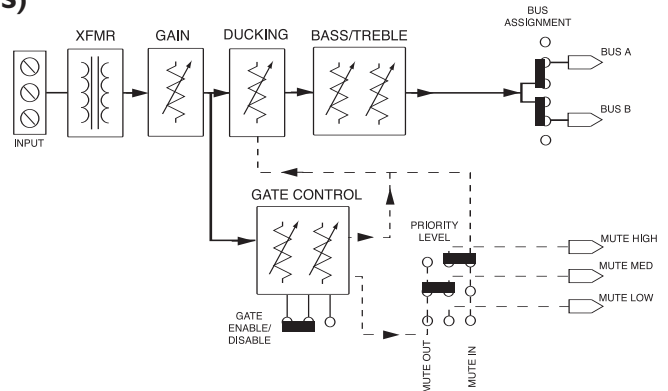 s)
BUS
ASSIGNMENT
XFMR
GAIN
DUCKING
BASS/TREBLE
BUS A
BUS B
INPUT
GATE CONTROL
PRIORITY
LEVEL
MUTE HIGH
MUTE MED
MUTE LOW
GATE
ENABLE/
DISABLE
MUTE OUT
MUTE IN